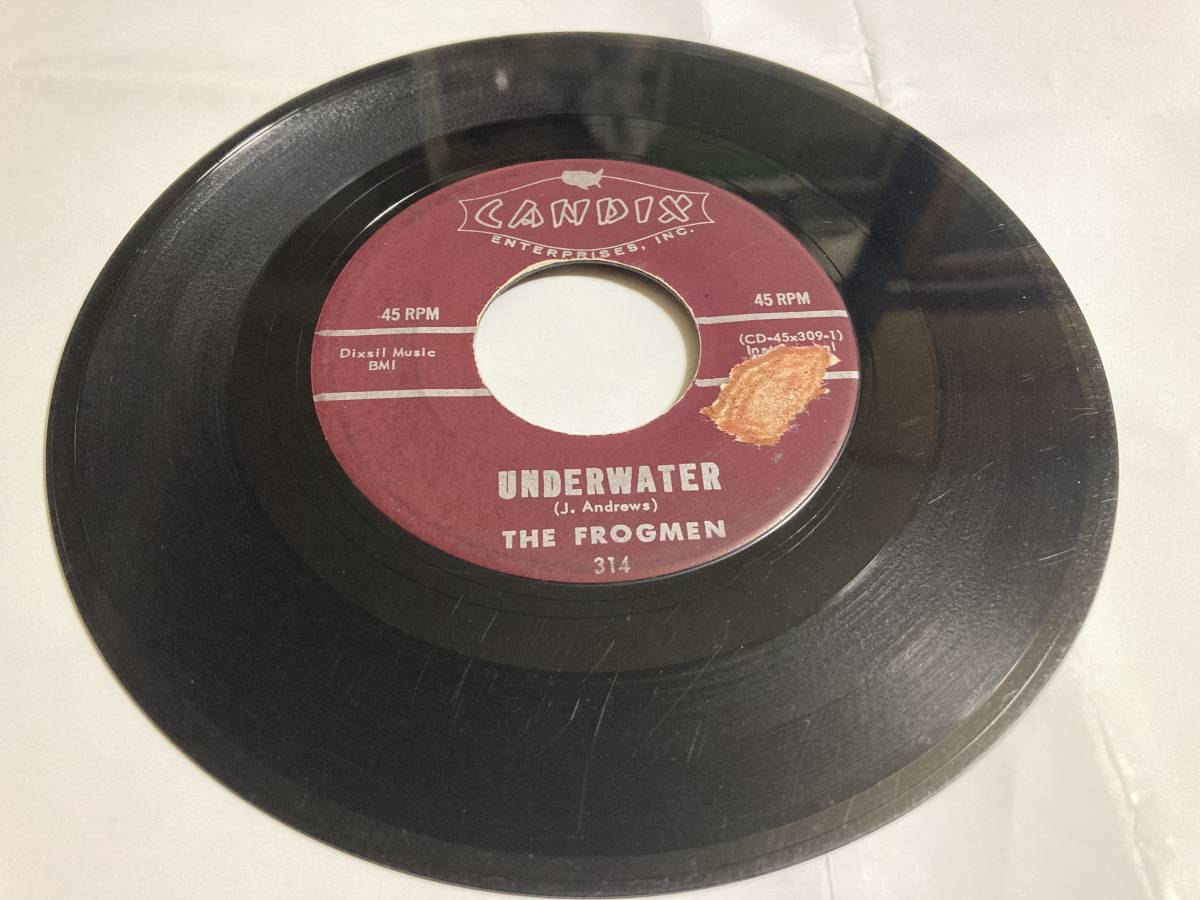 CANDIX
ENTERPRISES, INC.
45 RPM
45 RPM
Dixsil Music
BMI
(CD-45x309-1)
UNDERWATER
(J. Andrews)
THE FROGMEN
314